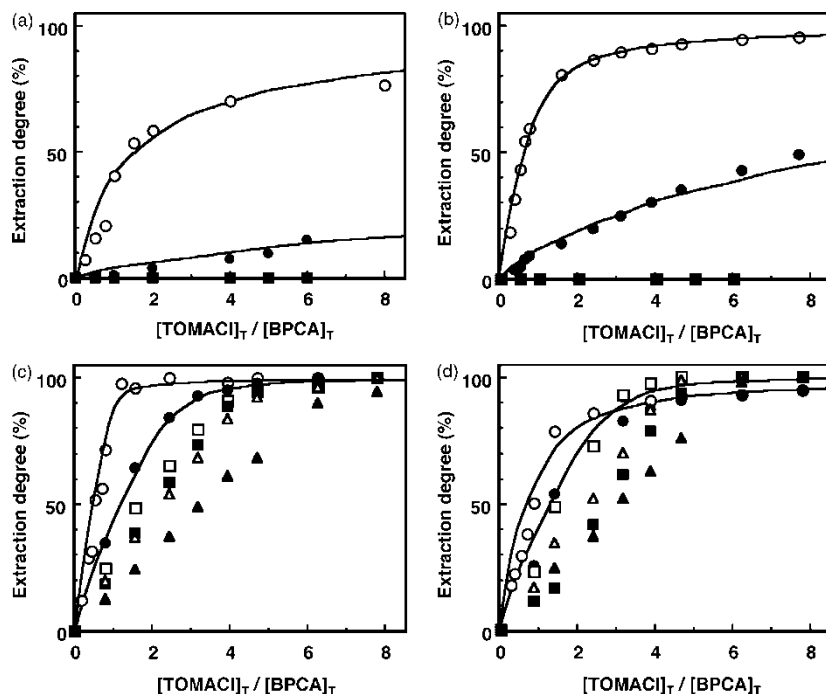 (a)
Extraction degree (%)
100
50
0
0 2 4 6 8
[TOMACl]T / [BPCA]T
(b)
Extraction degree (%)
100
50
0
0 2 4 6 8
[TOMACl]T / [BPCA]T
(c)
Extraction degree (%)
100
50
0
0 2 4 6 8
[TOMACl]T / [BPCA]T
(d)
Extraction degree (%)
100
50
0
0 2 4 6 8
[TOMACl]T / [BPCA]T